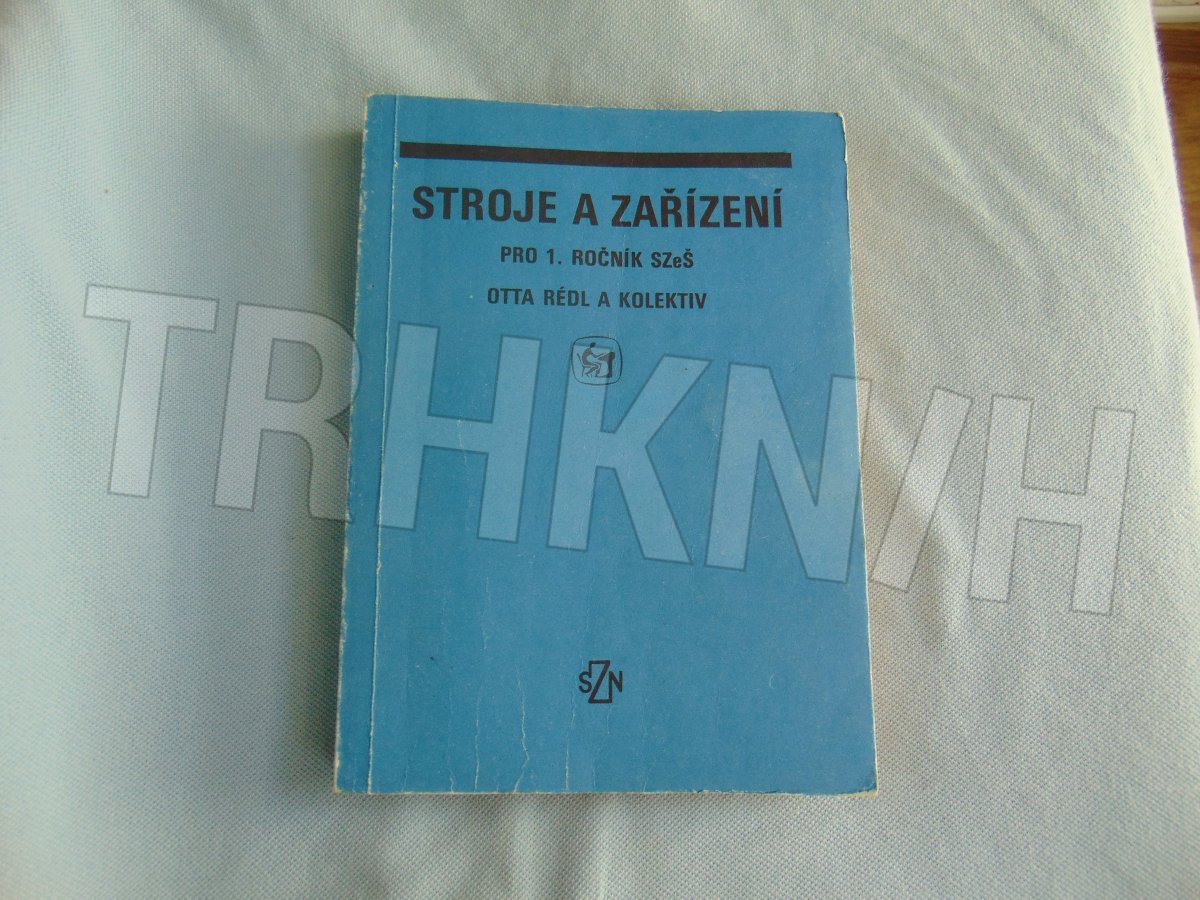 STROJE A ZAŘÍZENÍ
PRO 1. ROČNÍK SZeŠ
OTTA RÉDL A KOLEKTIV
TRHKNIH
SZN